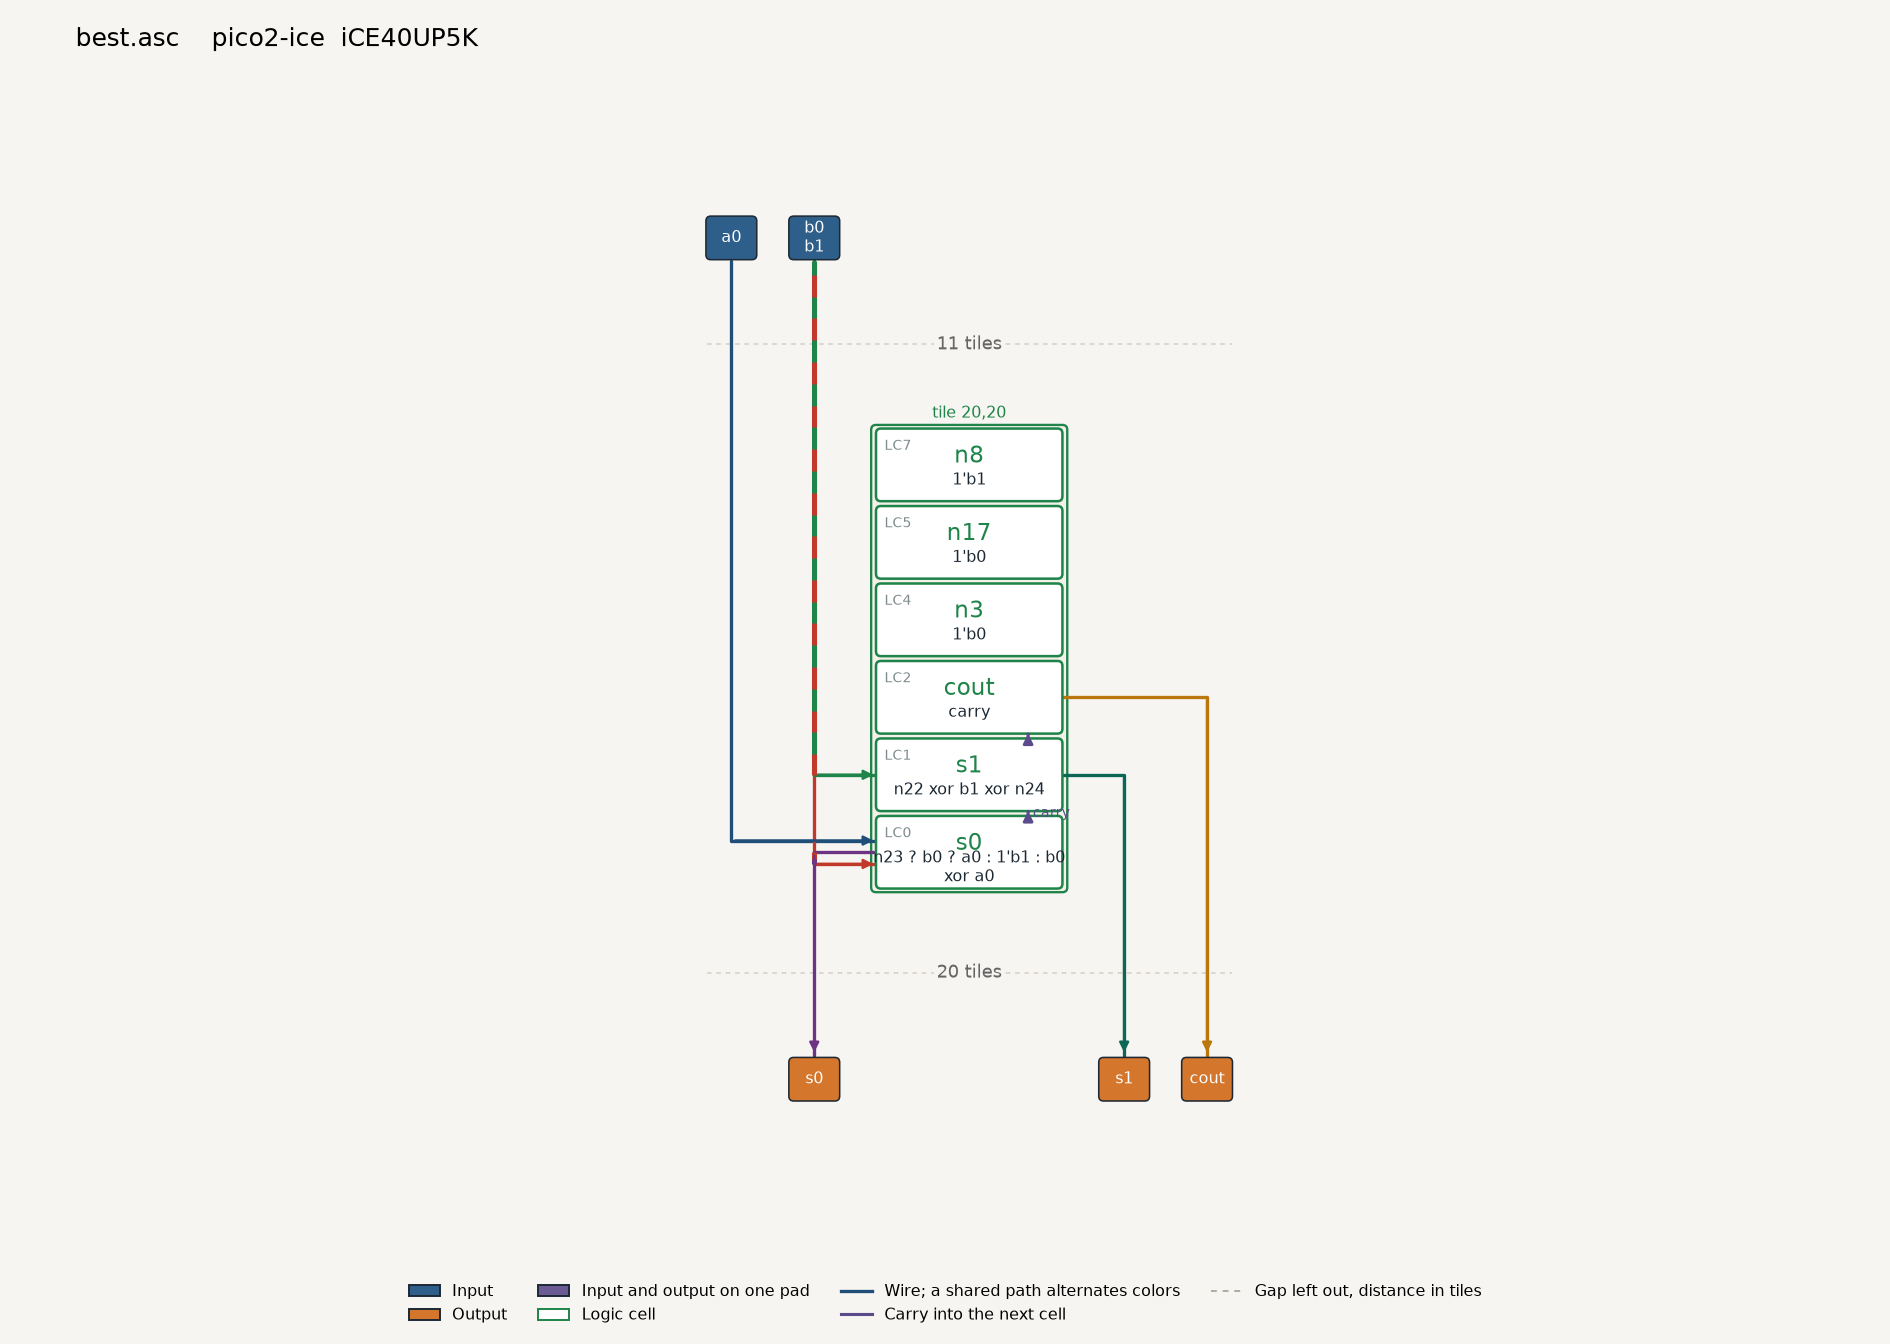 best.asc    pico2-ice  iCE40UP5K
a0
b0
b1
11 tiles
tile 20,20
LC7
n8
1'b1
LC5
n17
1'b0
LC4
n3
1'b0
LC2
cout
carry
LC1
s1
n22 xor b1 xor n24
carry
LC0
s0
n23 ? b0 ? a0 : 1'b1 : b0
xor a0
20 tiles
s0
s1
cout
Input
Input and output on one pad
Wire; a shared path alternates colors
Gap left out, distance in tiles
Output
Logic cell
Carry into the next cell